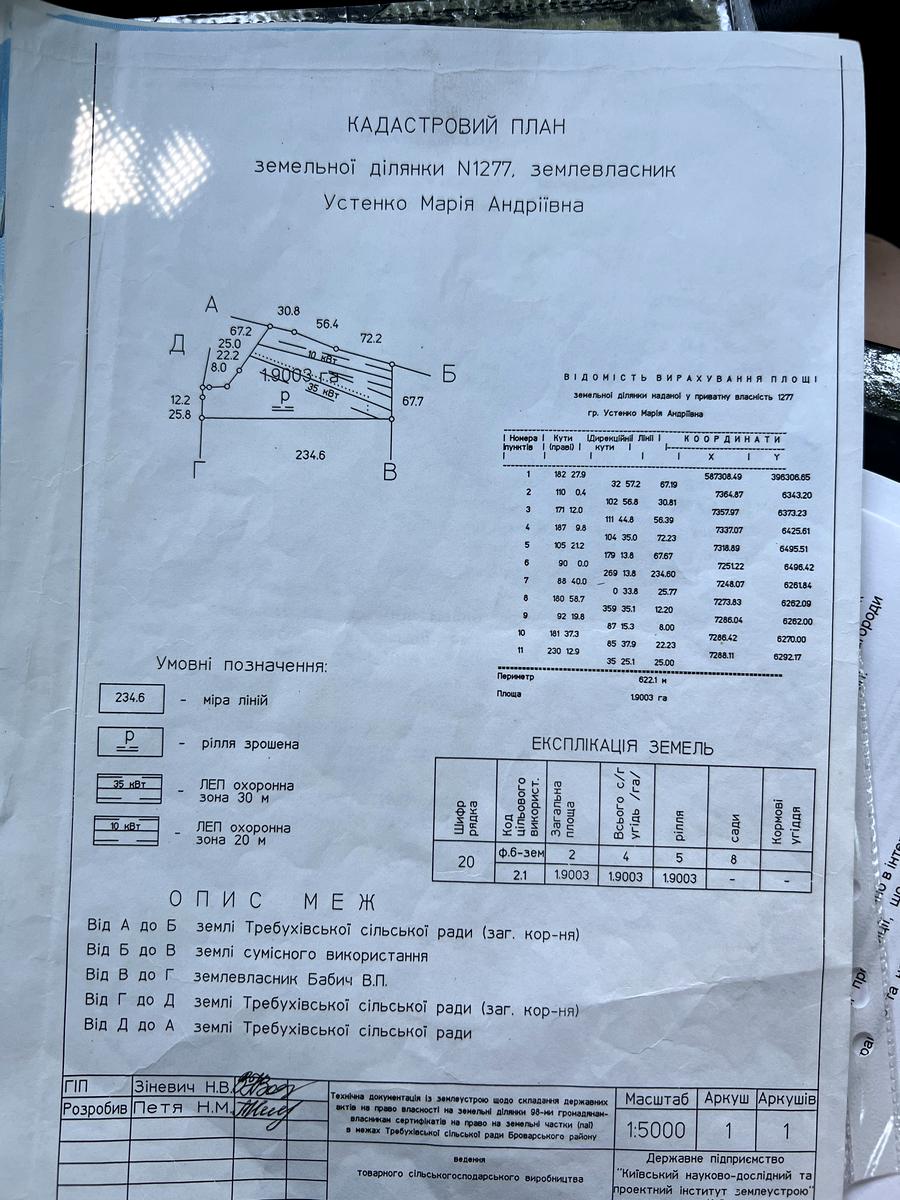 КАДАСТРОВИЙ ПЛАН
земельної ділянки N1277, землевласник
Устенко Марія Андріївна
А
30.8
56.4
72.2
67.2
Д
25.0
22.2
8.0
10 кВт
Б
1.9003 га
35 кВт
р
12.2
25.8
67.7
234.6
Г
В
ВІДОМІСТЬ ВИРАХУВАННЯ ПЛОЩІ
земельної ділянки наданої у приватну власність 1277
гр. Устенко Марія Андріївна
Номера пунктів | Кути (праві) | Дирекційні кути | Лінії | КООРДИНАТИ
X | Y
1 182 27.9 587308.49 396306.65
32 57.2 67.19
2 110 0.4 7364.87 6343.20
102 56.8 30.81
3 171 12.0 7357.97 6373.23
111 44.8 56.39
4 187 9.8 7337.07 6425.61
104 35.0 72.23
5 105 21.2 7318.89 6495.51
179 13.8 67.67
6 90 0.0 7251.22 6496.42
269 13.8 234.60
7 88 40.0 7248.07 6261.84
0 33.8 25.77
8 180 58.7 7273.83 6262.09
359 35.1 12.20
9 92 19.8 7286.04 6262.00
87 15.3 8.00
10 181 37.3 7286.42 6270.00
85 37.9 22.23
11 230 12.9 7288.11 6292.17
35 25.1 25.00
Периметр 622.1 м
Площа 1.9003 га
Умовні позначення:
234.6 - міра ліній
р - рілля зрошена
35 кВт - ЛЕП охоронна
зона 30 м
10 кВт - ЛЕП охоронна
зона 20 м
ЕКСПЛІКАЦІЯ ЗЕМЕЛЬ
Шифр рядка
Код цільового використ.
Загальна площа
Всього с/г угідь /га/
рілля
сади
Кормові угіддя
20
ф.6-зем 2 4 5 8
2.1 1.9003 1.9003 1.9003 - -
ОПИС МЕЖ
Від А до Б землі Требухівської сільської ради (заг. кор-ня)
Від Б до В землі сумісного використання
Від В до Г землевласник Бабич В.П.
Від Г до Д землі Требухівської сільської ради (заг. кор-ня)
Від Д до А землі Требухівської сільської ради
ГІП Зіневич Н.В.
Розробив Петя Н.М.
Технічна документація із землеустрою щодо складання державних
актів на право власності на земельні ділянки 98-ми громадянам-
власникам сертифікатів на право на земельні частки (паї)
в межах Требухівської сільської ради Броварського району
ведення
товарного сільськогосподарського виробництва
Масштаб Аркуш Аркушів
1:5000 1 1
Державне підприємство
"Київський науково-дослідний та
проектний інститут землеустрою"